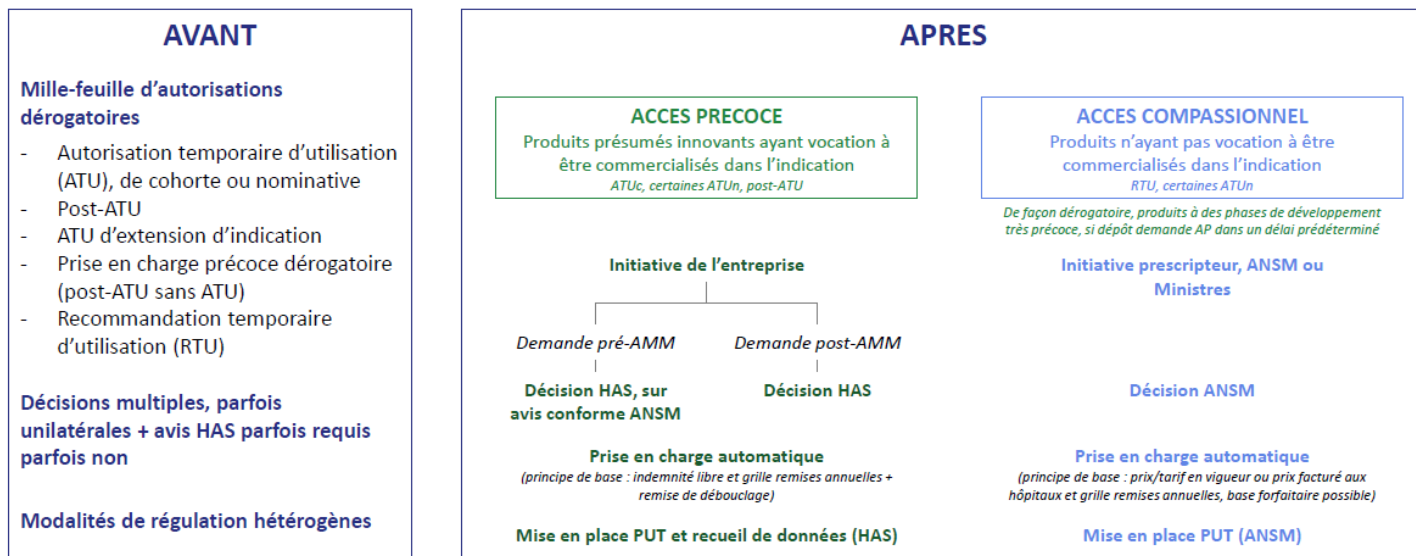 AVANT
Mille-feuille d'autorisations
dérogatoires
- Autorisation temporaire d'utilisation
(ATU), de cohorte ou nominative
- Post-ATU
- ATU d'extension d'indication
- Prise en charge précoce dérogatoire
(post-ATU sans ATU)
- Recommandation temporaire
d'utilisation (RTU)
Décisions multiples, parfois
unilatérales + avis HAS parfois requis
parfois non
Modalités de régulation hétérogènes
APRES
ACCES PRECOCE
Produits présumés innovants ayant vocation à
être commercialisés dans l'indication
ATUc, certaines ATUn, post-ATU
Initiative de l'entreprise
Demande pré-AMM
Demande post-AMM
Décision HAS, sur
avis conforme ANSM
Décision HAS
Prise en charge automatique
(principe de base : indemnité libre et grille remises annuelles +
remise de débouclage)
Mise en place PUT et recueil de données (HAS)
ACCES COMPASSIONNEL
Produits n'ayant pas vocation à être
commercialisés dans l'indication
RTU, certaines ATUn
De façon dérogatoire, produits à des phases de développement
très précoce, si dépôt demande AP dans un délai prédéterminé
Initiative prescripteur, ANSM ou
Ministres
Décision ANSM
Prise en charge automatique
(principe de base : prix/tarif en vigueur ou prix facturé aux
hôpitaux et grille remises annuelles, base forfaitaire possible)
Mise en place PUT (ANSM)